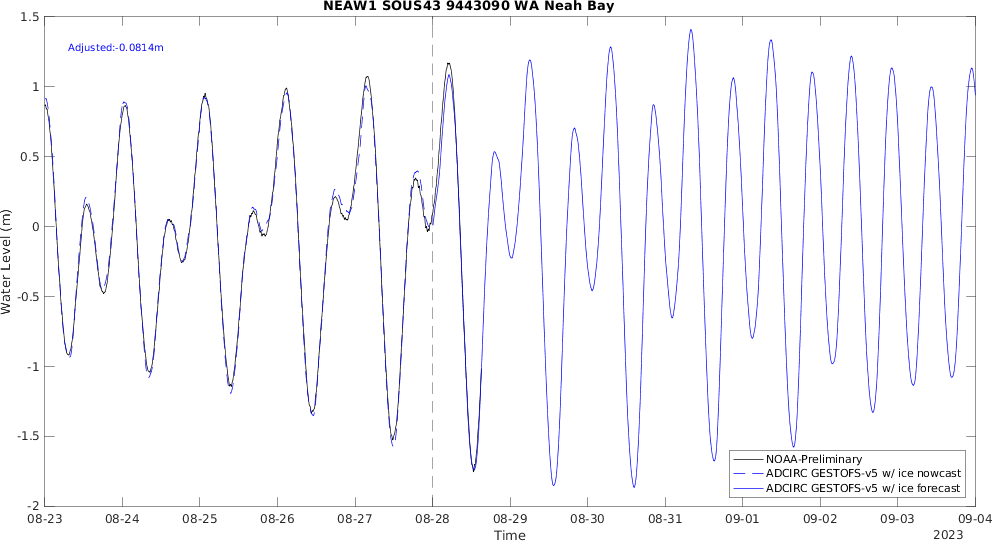 NEAW1 SOUS43 9443090 WA Neah Bay
Adjusted:-0.0814m
1.5
1
0.5
0
-0.5
-1
-1.5
-2
Water Level (m)
NOAA-Preliminary
ADCIRC GESTOFS-v5 w/ ice nowcast
ADCIRC GESTOFS-v5 w/ ice forecast
08-23 08-24 08-25 08-26 08-27 08-28 08-29 08-30 08-31 09-01 09-02 09-03 09-04
Time
2023